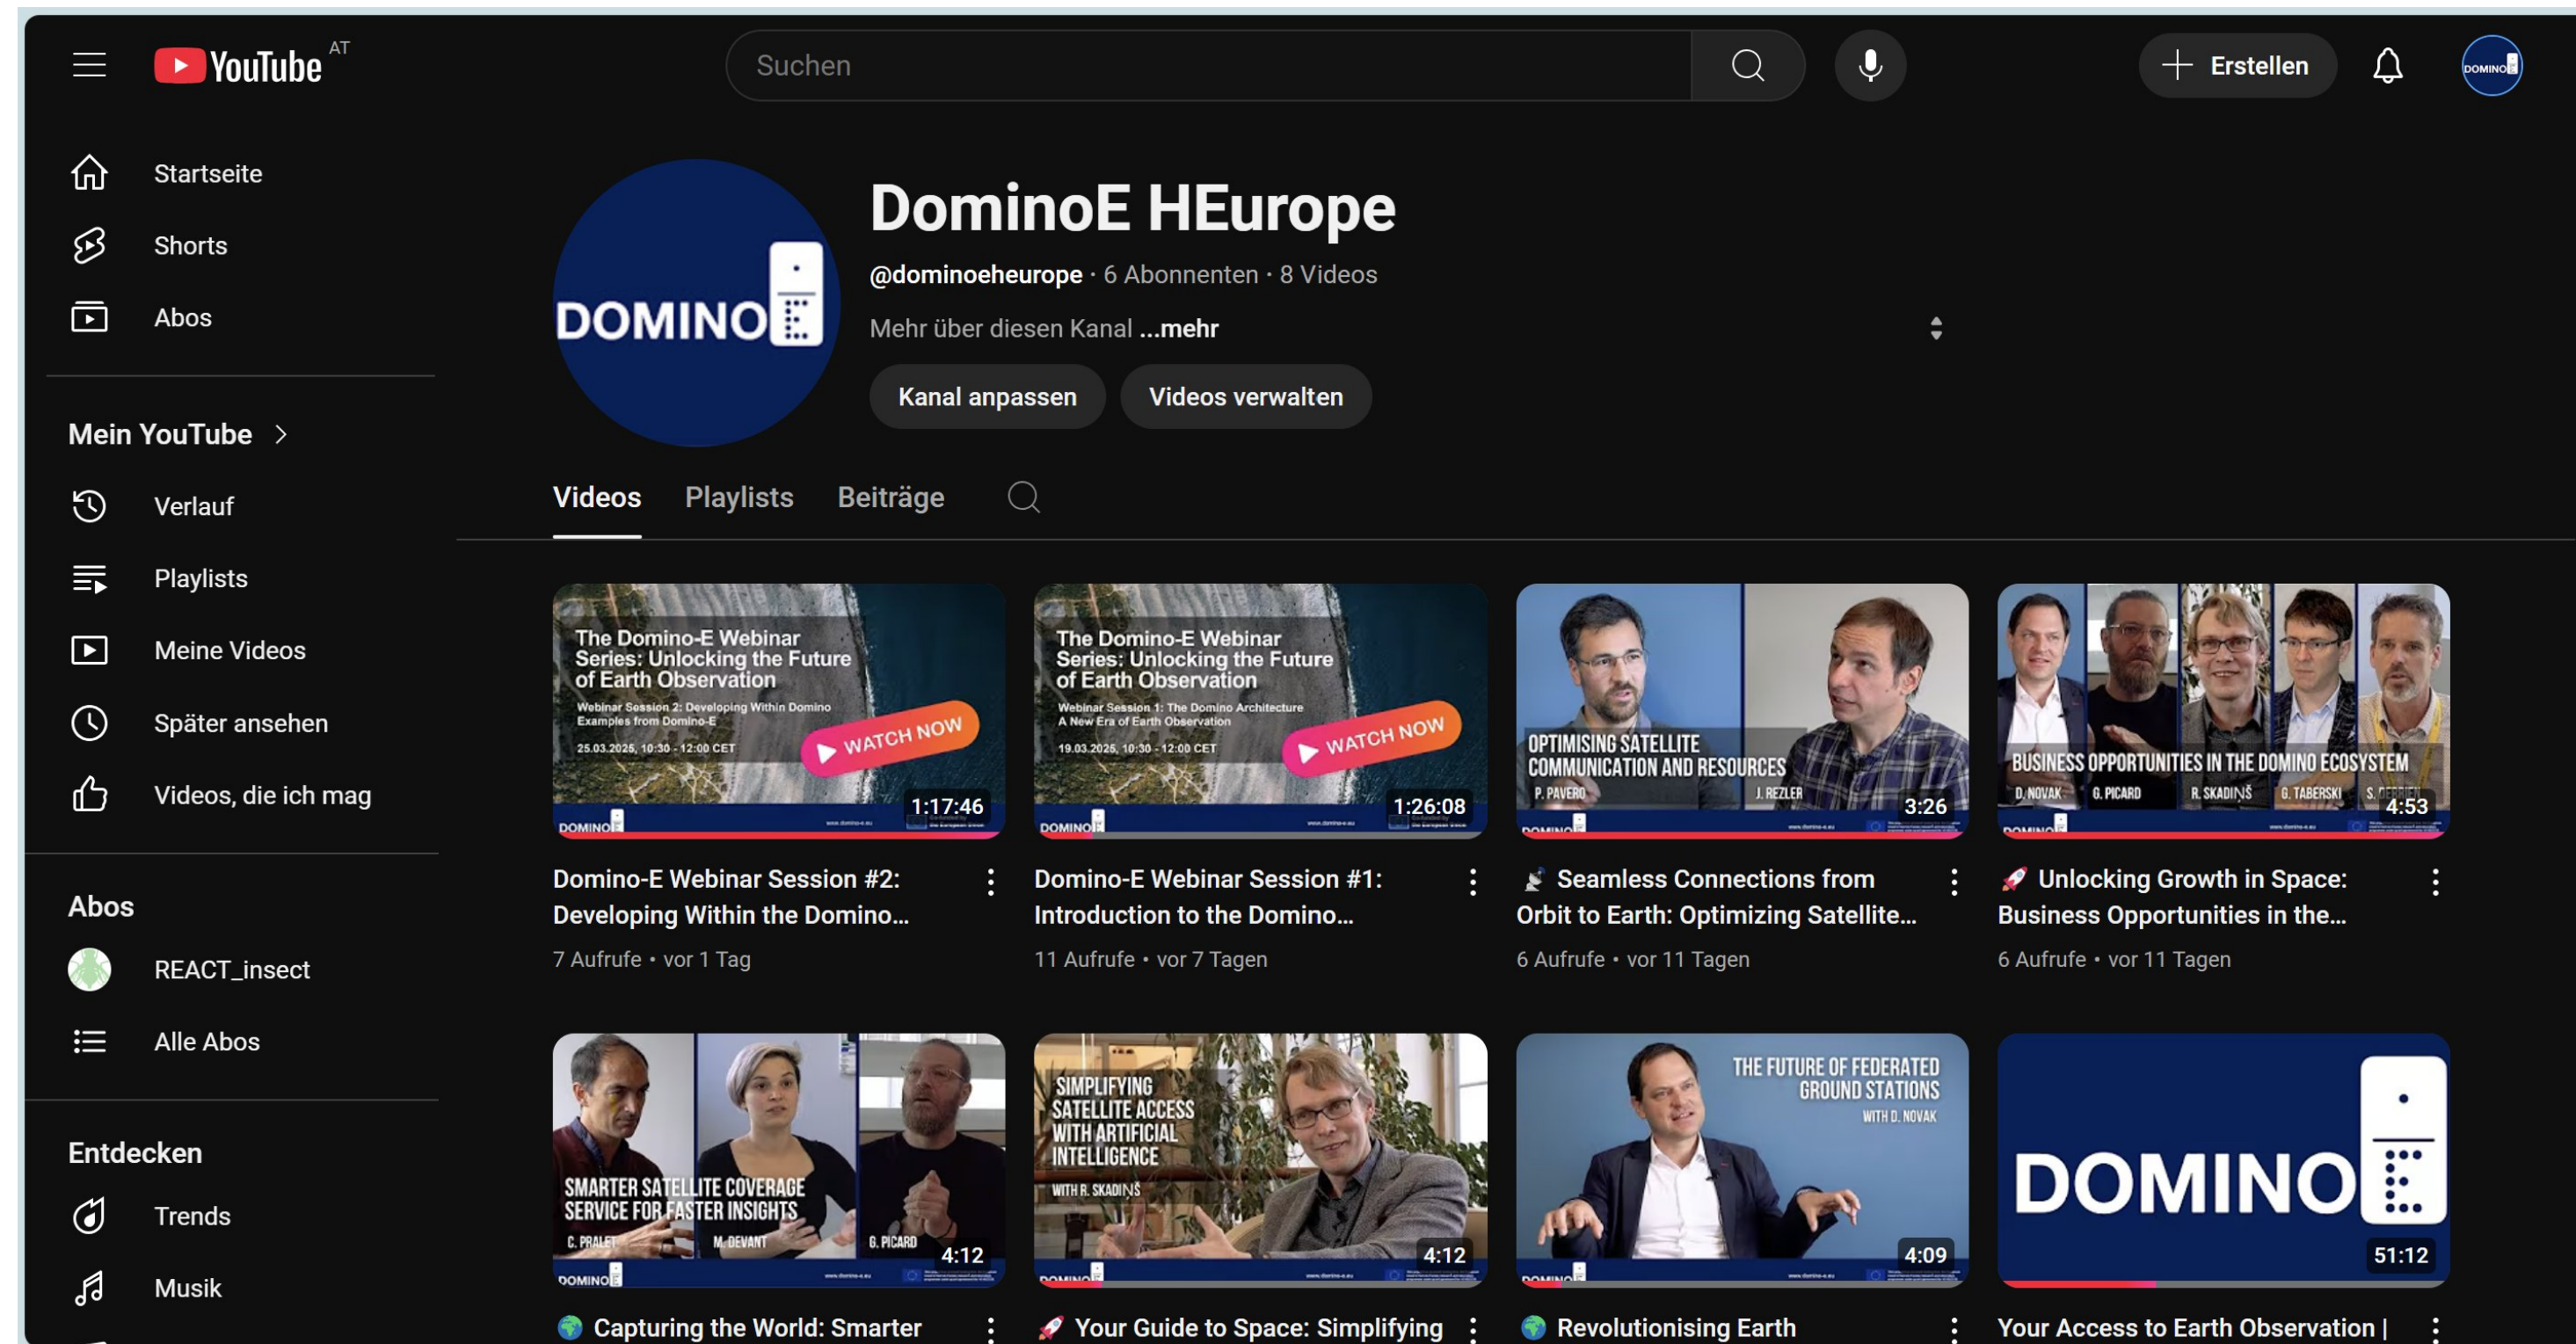 YouTube AT
Suchen
Erstellen
DOMINO
Startseite
Shorts
Abos
Mein YouTube
Verlauf
Playlists
Meine Videos
Später ansehen
Videos, die ich mag
Abos
REACT_insect
Alle Abos
Entdecken
Trends
Musik
DOMINO
DominoE HEurope
@dominoeheurope · 6 Abonnenten · 8 Videos
Mehr über diesen Kanal ...mehr
Kanal anpassen
Videos verwalten
Videos Playlists Beiträge
The Domino-E Webinar
Series: Unlocking the Future
of Earth Observation
Webinar Session 2: Developing Within Domino
Examples from Domino-E
25.03.2025, 10:30 - 12:00 CET
WATCH NOW
DOMINO
1:17:46
Domino-E Webinar Session #2:
Developing Within the Domino...
7 Aufrufe • vor 1 Tag
The Domino-E Webinar
Series: Unlocking the Future
of Earth Observation
Webinar Session 1: The Domino Architecture
A New Era of Earth Observation
19.03.2025, 10:30 - 12:00 CET
WATCH NOW
DOMINO
1:26:08
Domino-E Webinar Session #1:
Introduction to the Domino...
11 Aufrufe • vor 7 Tagen
OPTIMISING SATELLITE
COMMUNICATION AND RESOURCES
P. PAVERO J. REZLER
3:26
Seamless Connections from
Orbit to Earth: Optimizing Satellite...
6 Aufrufe • vor 11 Tagen
BUSINESS OPPORTUNITIES IN THE DOMINO ECOSYSTEM
D. NOVAK G. PICARD R. SKADIŅŠ G. TABERSKI S.
4:53
Unlocking Growth in Space:
Business Opportunities in the...
6 Aufrufe • vor 11 Tagen
SMARTER SATELLITE COVERAGE
SERVICE FOR FASTER INSIGHTS
C. PRALET M. DEVANT G. PICARD
DOMINO
4:12
Capturing the World: Smarter
SIMPLIFYING
SATELLITE ACCESS
WITH ARTIFICIAL
INTELLIGENCE
WITH R. SKADIŅŠ
4:12
Your Guide to Space: Simplifying
THE FUTURE OF FEDERATED
GROUND STATIONS
WITH D. NOVAK
4:09
Revolutionising Earth
DOMINO
51:12
Your Access to Earth Observation |